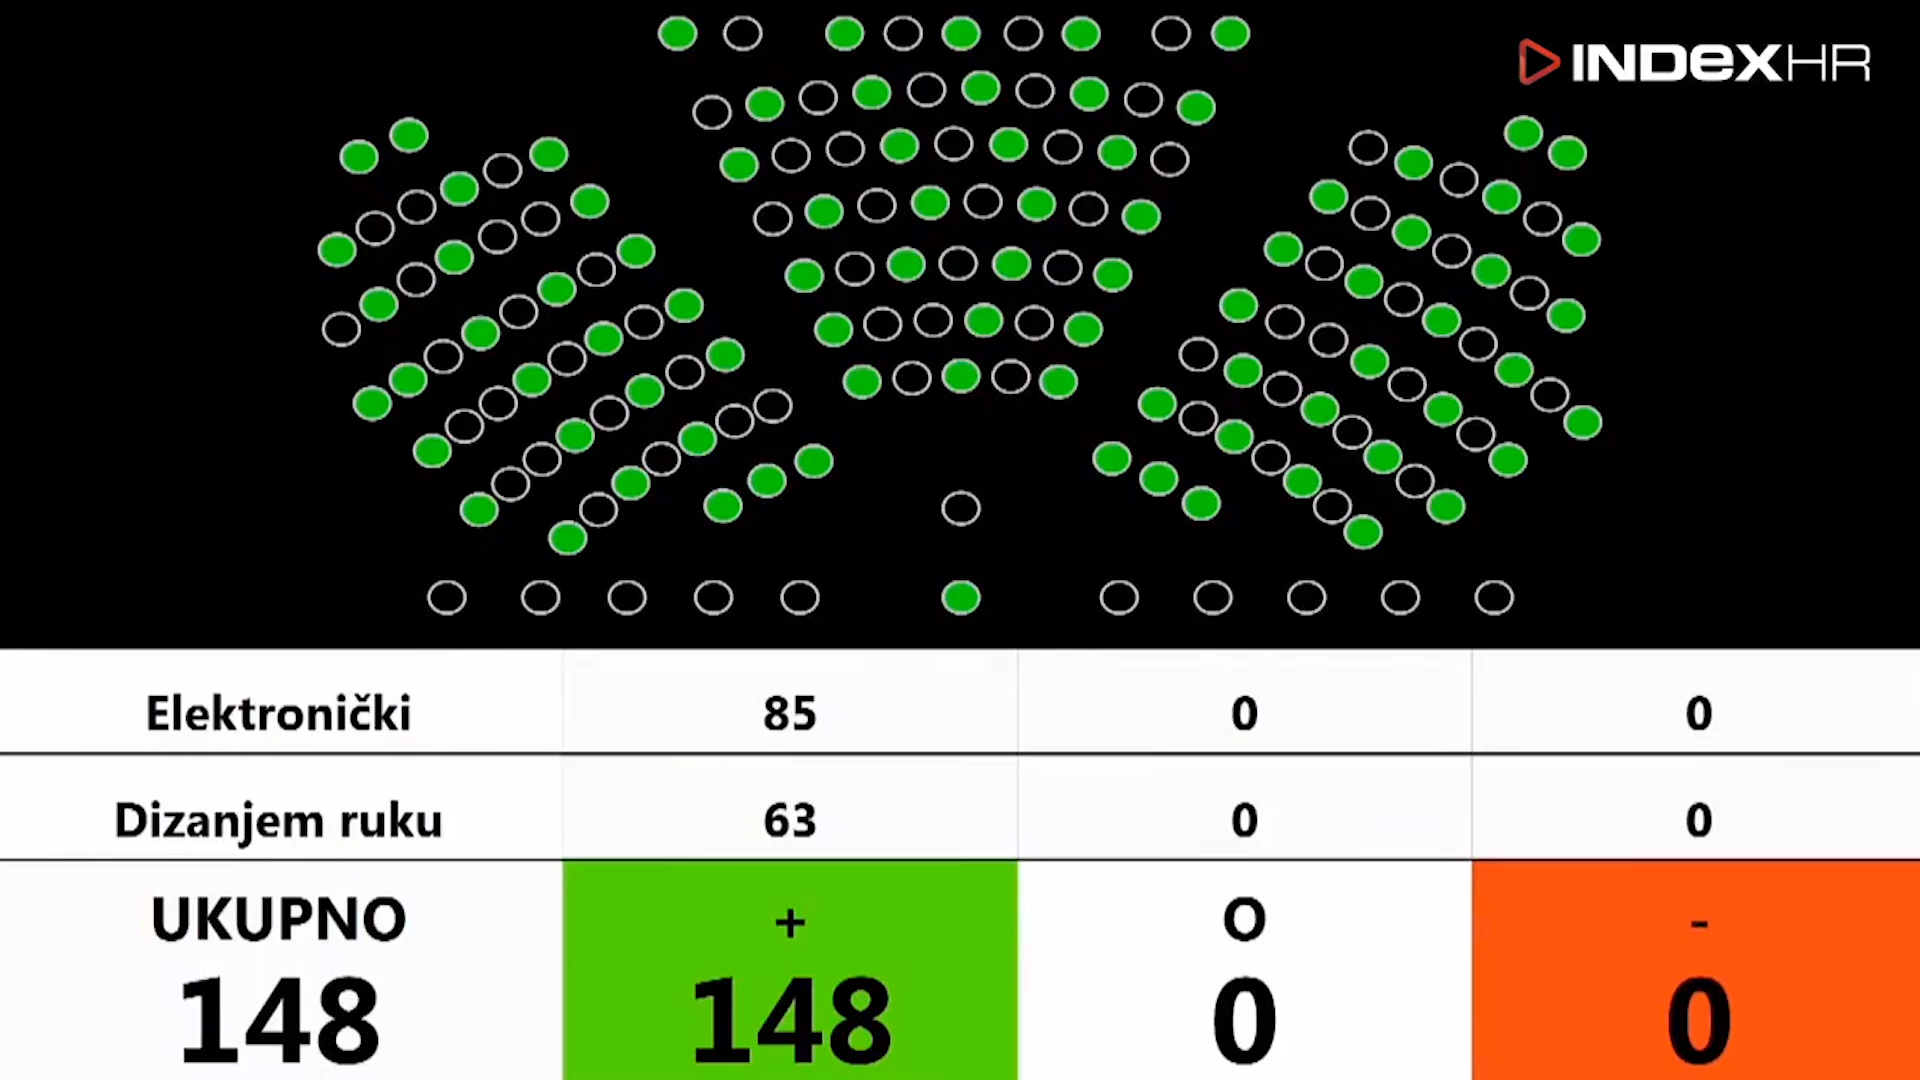 INDEXHR
Elektronički 85 0 0
Dizanjem ruku 63 0 0
UKUPNO + O -
148 148 0 0